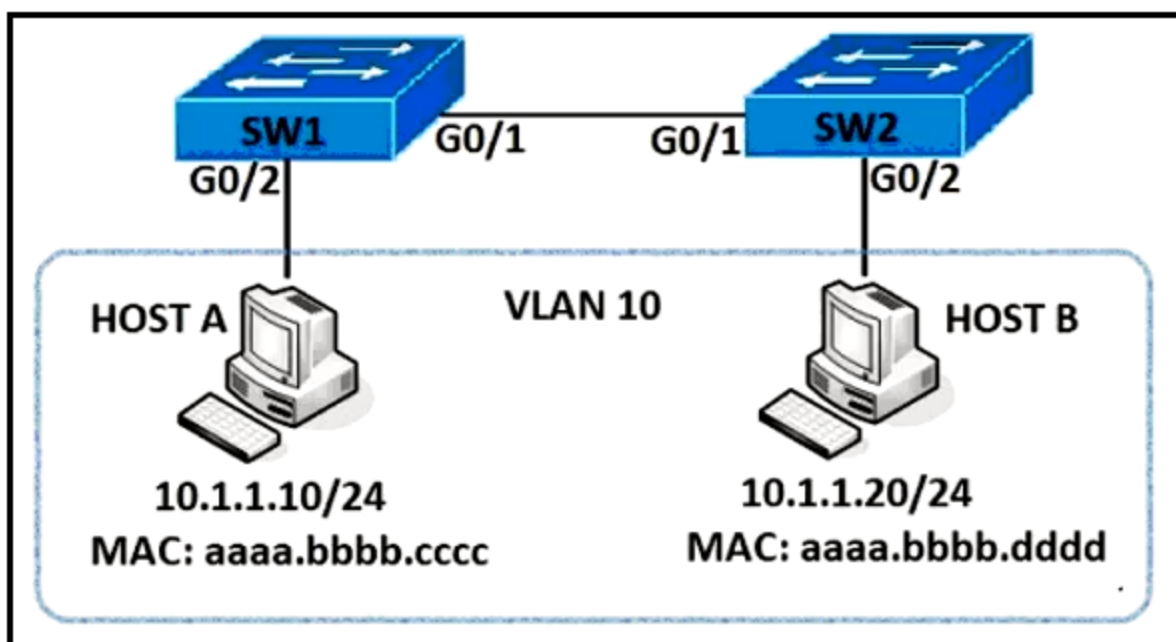 SW1
G0/1
G0/1
SW2
G0/2
G0/2
HOST A
VLAN 10
HOST B
10.1.1.10/24
10.1.1.20/24
MAC: aaaa.bbbb.cccc
MAC: aaaa.bbbb.dddd